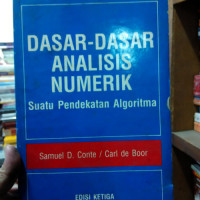 DASAR-DASAR
ANALISIS
NUMERIK
Suatu Pendekatan Algoritma
Samuel D. Conte / Carl de Boor
EDISI KETIGA